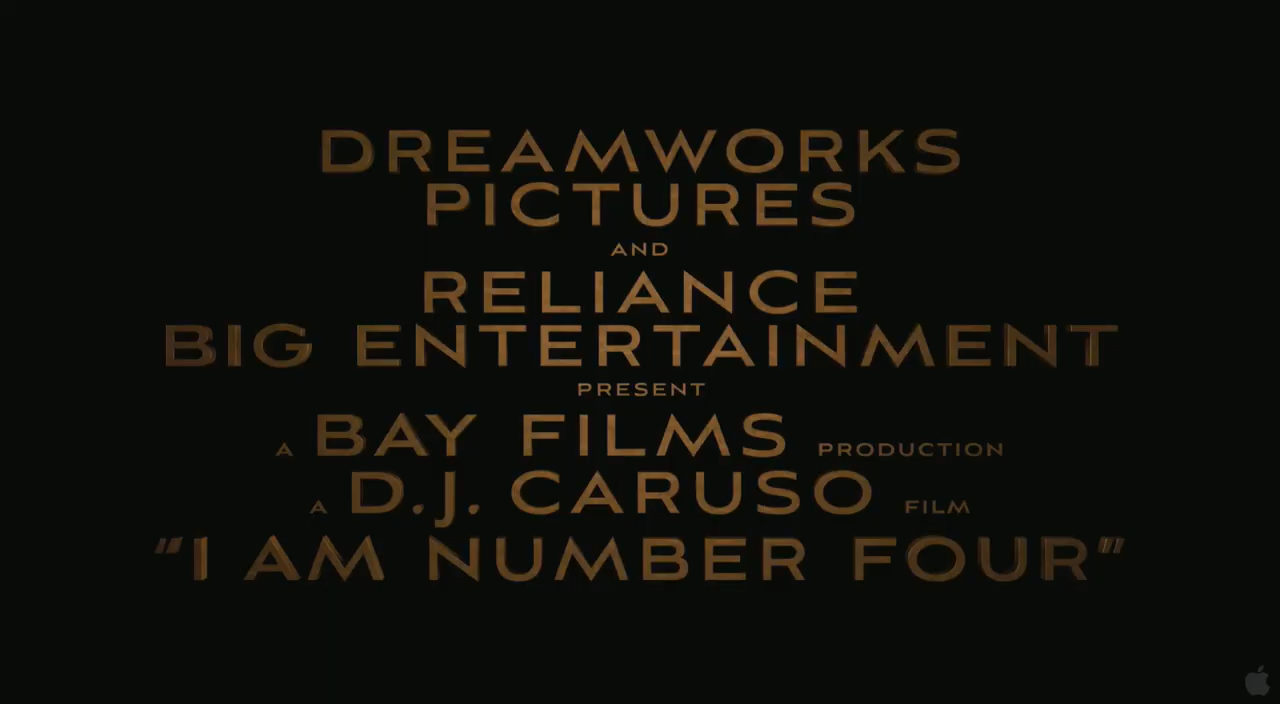 DREAMWORKS
PICTURES
AND
RELIANCE
BIG ENTERTAINMENT
PRESENT
A BAY FILMS PRODUCTION
A D.J. CARUSO FILM
“I AM NUMBER FOUR”